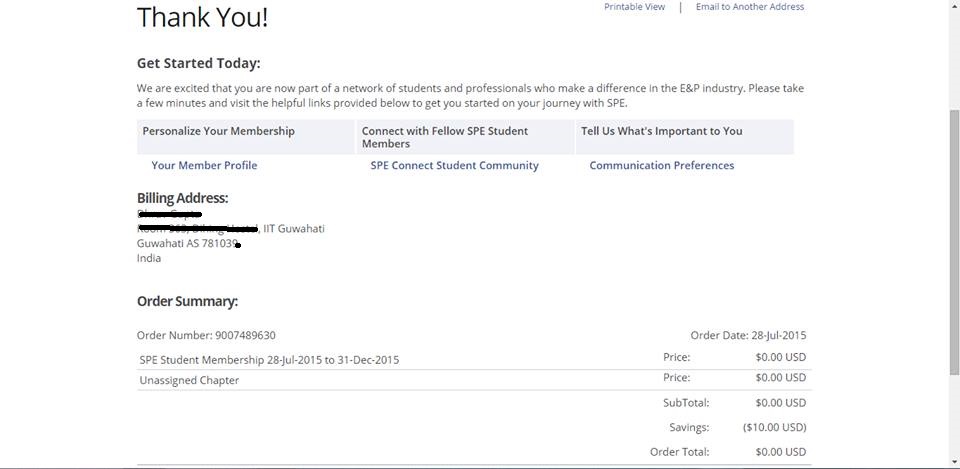 Printable View | Email to Another Address
Thank You!
Get Started Today:
We are excited that you are now part of a network of students and professionals who make a difference in the E&P industry. Please take
a few minutes and visit the helpful links provided below to get you started on your journey with SPE.
Personalize Your Membership
Connect with Fellow SPE Student
Members
Tell Us What's Important to You
Your Member Profile
SPE Connect Student Community
Communication Preferences
Billing Address:
, IIT Guwahati
Guwahati AS 781039
India
Order Summary:
Order Number: 9007489630 Order Date: 28-Jul-2015
SPE Student Membership 28-Jul-2015 to 31-Dec-2015 Price: $0.00 USD
Unassigned Chapter Price: $0.00 USD
SubTotal: $0.00 USD
Savings: ($10.00 USD)
Order Total: $0.00 USD